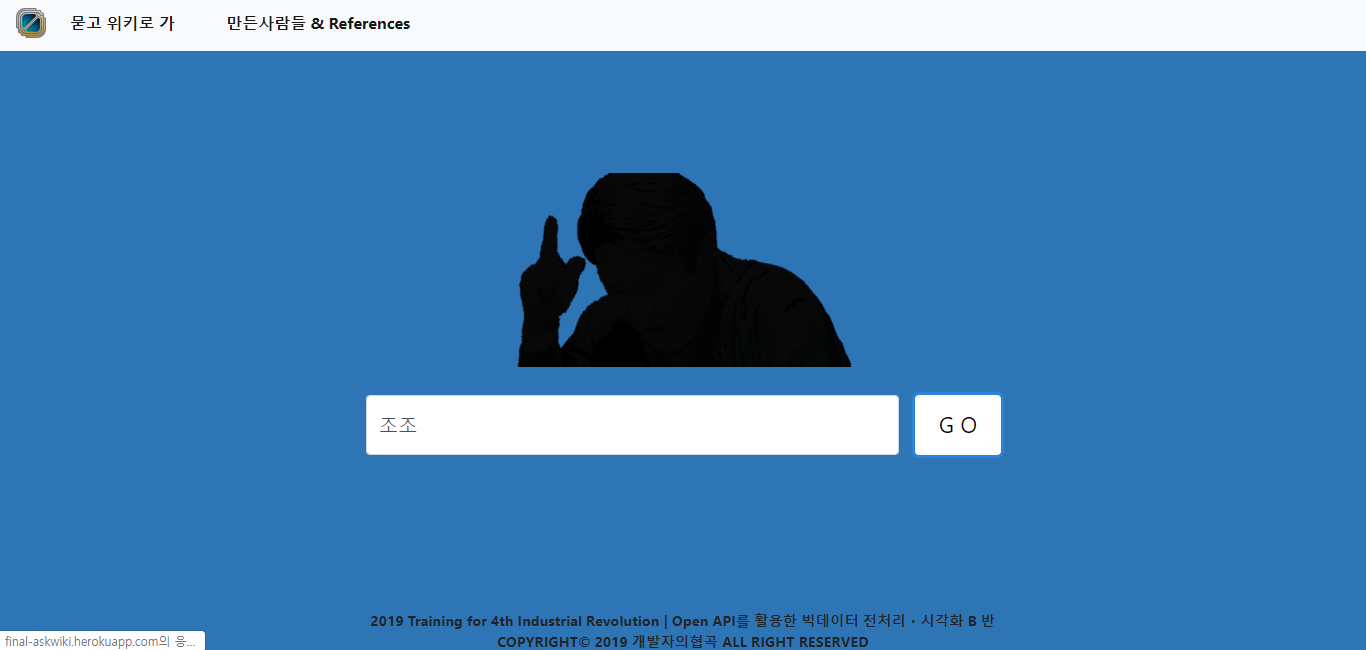 묻고 위키로 가
만든사람들 & References
조조
G O
2019 Training for 4th Industrial Revolution | Open API를 활용한 빅데이터 전처리・시각화 B 반
COPYRIGHT© 2019 개발자의협곡 ALL RIGHT RESERVED
final-askwiki.herokuapp.com의 응...